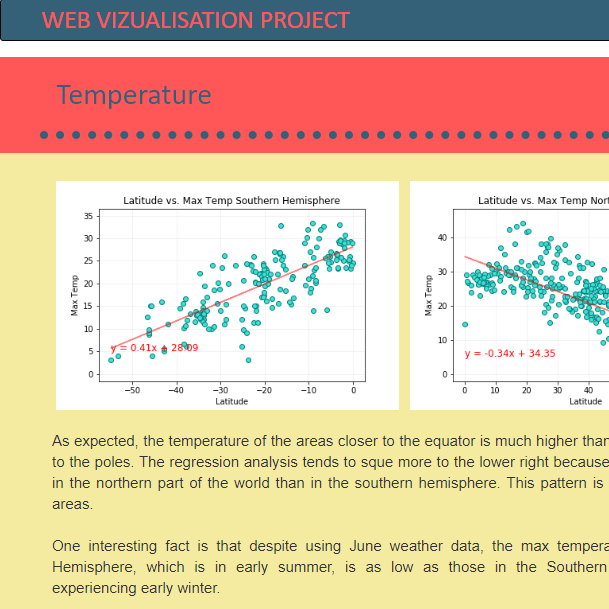 WEB VIZUALISATION PROJECT
Temperature
Latitude vs. Max Temp Southern Hemisphere
35
30
25
20
15
10
5
0
Max Temp
y = 0.41x + 28.09
−50 −40 −30 −20 −10 0
Latitude
Latitude vs. Max Temp Nort
40
30
20
10
0
Max Temp
y = -0.34x + 34.35
0 10 20 30 40
Latitude
As expected, the temperature of the areas closer to the equator is much higher than
to the poles. The regression analysis tends to sque more to the lower right because
in the northern part of the world than in the southern hemisphere. This pattern is
areas.
One interesting fact is that despite using June weather data, the max tempera
Hemisphere, which is in early summer, is as low as those in the Southern
experiencing early winter.